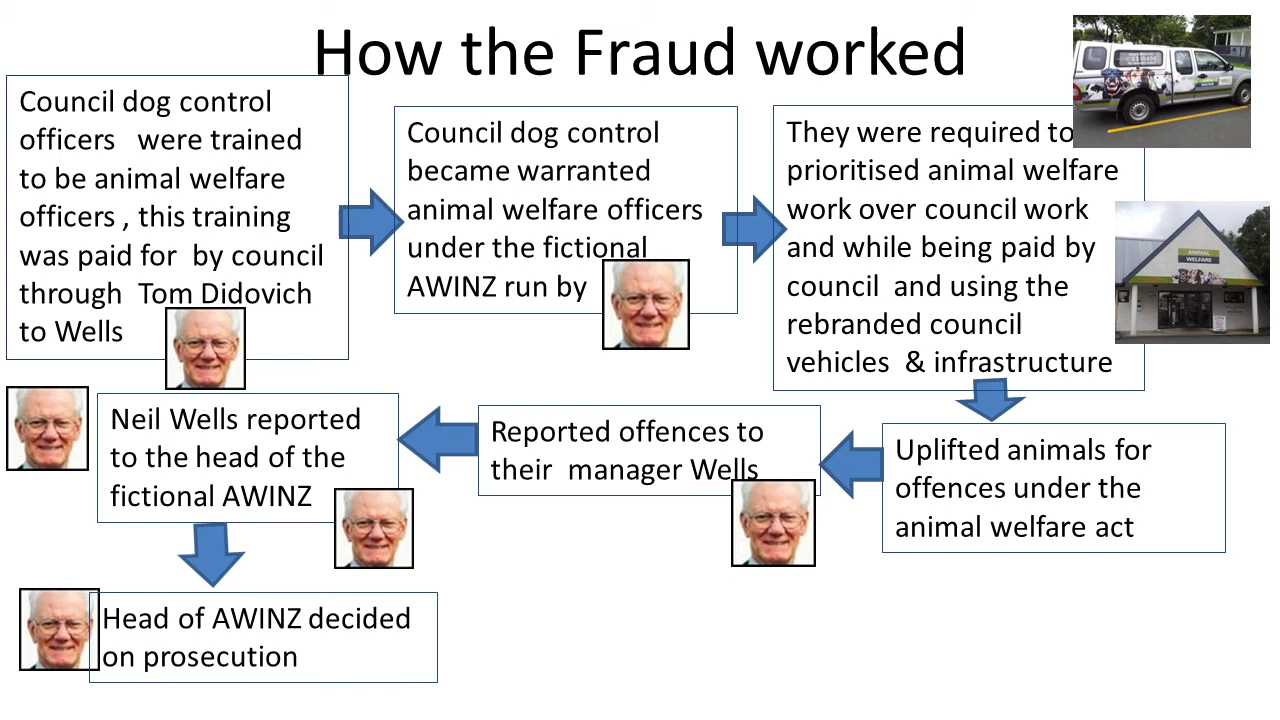 How the Fraud worked
Council dog control
officers were trained
to be animal welfare
officers , this training
was paid for by council
through Tom Didovich
to Wells
Council dog control
became warranted
animal welfare officers
under the fictional
AWINZ run by
They were required to
prioritised animal welfare
work over council work
and while being paid by
council and using the
rebranded council
vehicles & infrastructure
ANIMAL
WELFARE
Uplifted animals for
offences under the
animal welfare act
Reported offences to
their manager Wells
Neil Wells reported
to the head of the
fictional AWINZ
Head of AWINZ decided
on prosecution